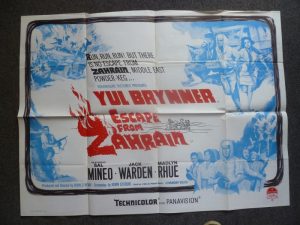 RUN, RUN, RUN! BUT THERE
IS NO ESCAPE FROM
ZAHRAIN, MIDDLE EAST
POWDER-KEG...
YUL BRYNNER
ESCAPE
FROM
ZAHRAIN
SAL
MINEO
JACK
WARDEN
MADLYN
RHUE
TECHNICOLOR
PANAVISION